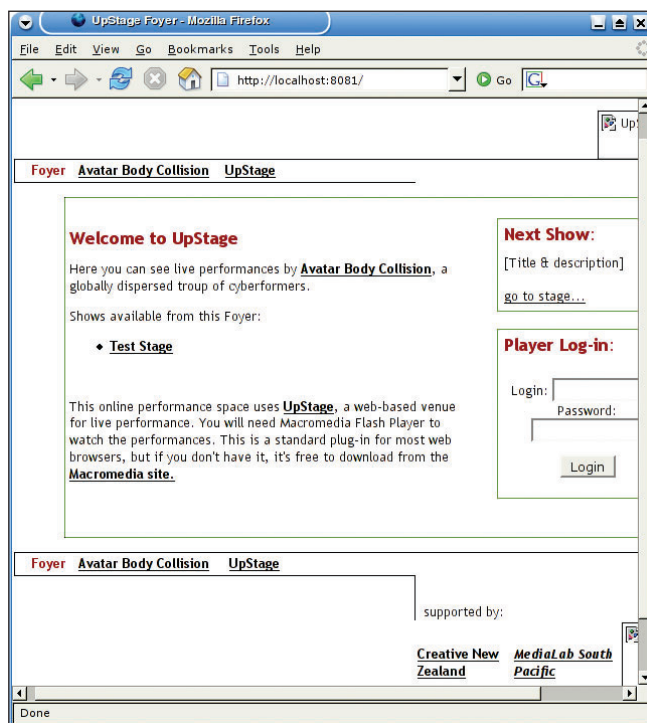 UpStage Foyer - Mozilla Firefox
File Edit View Go Bookmarks Tools Help
http://localhost:8081/ Go G
Up
Foyer Avatar Body Collision UpStage
Welcome to UpStage
Here you can see live performances by Avatar Body Collision, a
globally dispersed troup of cyberformers.
Shows available from this Foyer:
• Test Stage
This online performance space uses UpStage, a web-based venue
for live performance. You will need Macromedia Flash Player to
watch the performances. This is a standard plug-in for most web
browsers, but if you don't have it, it's free to download from the
Macromedia site.
Next Show:
[Title & description]
go to stage...
Player Log-in:
Login:
Password:
Login
Foyer Avatar Body Collision UpStage
supported by:
Creative New MediaLab South
Zealand Pacific
Done